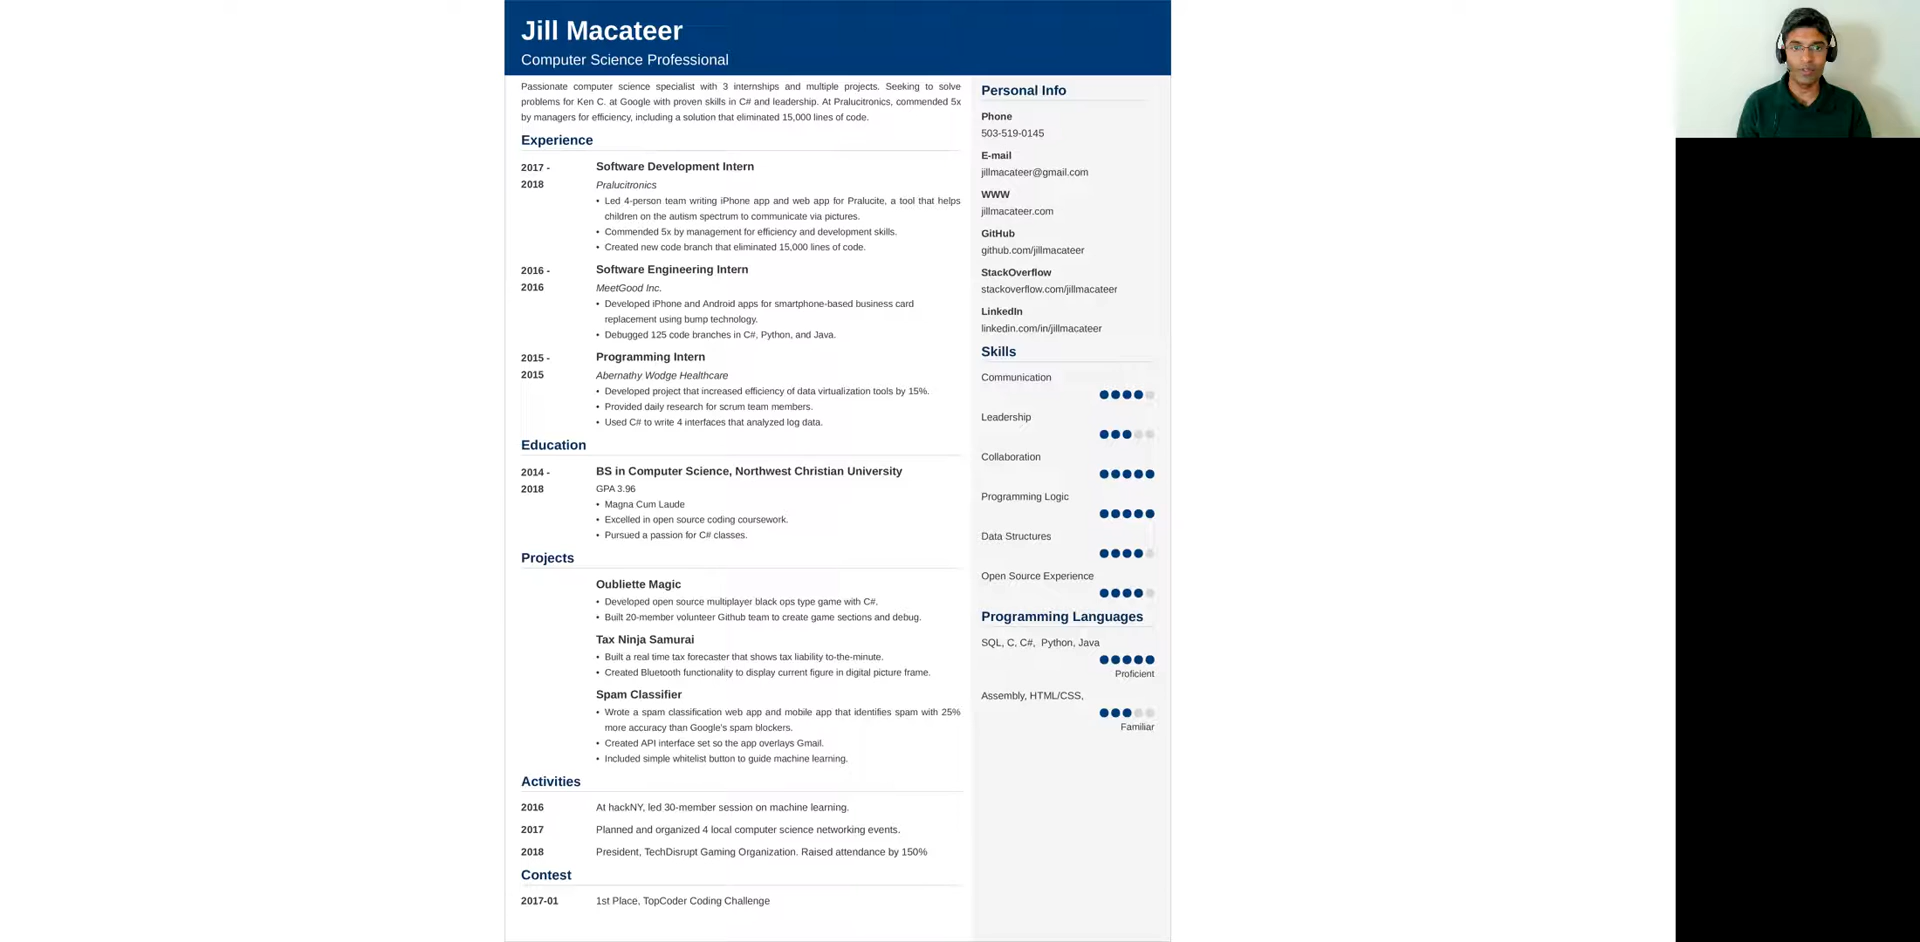 Jill Macateer
Computer Science Professional
Passionate computer science specialist with 3 internships and multiple projects. Seeking to solve
problems for Ken C. at Google with proven skills in C# and leadership. At Pralucitronics, commended 5x
by managers for efficiency, including a solution that eliminated 15,000 lines of code.
Experience
2017 -
2018
Software Development Intern
Pralucitronics
• Led 4-person team writing iPhone app and web app for Pralucite, a tool that helps
children on the autism spectrum to communicate via pictures.
• Commended 5x by management for efficiency and development skills.
• Created new code branch that eliminated 15,000 lines of code.
2016 -
2016
Software Engineering Intern
MeetGood Inc.
• Developed iPhone and Android apps for smartphone-based business card
replacement using bump technology.
• Debugged 125 code branches in C#, Python, and Java.
2015 -
2015
Programming Intern
Abernathy Wodge Healthcare
• Developed project that increased efficiency of data virtualization tools by 15%.
• Provided daily research for scrum team members.
• Used C# to write 4 interfaces that analyzed log data.
Education
2014 -
2018
BS in Computer Science, Northwest Christian University
GPA 3.96
• Magna Cum Laude
• Excelled in open source coding coursework.
• Pursued a passion for C# classes.
Projects
Oubliette Magic
• Developed open source multiplayer black ops type game with C#.
• Built 20-member volunteer Github team to create game sections and debug.
Tax Ninja Samurai
• Built a real time tax forecaster that shows tax liability to-the-minute.
• Created Bluetooth functionality to display current figure in digital picture frame.
Spam Classifier
• Wrote a spam classification web app and mobile app that identifies spam with 25%
more accuracy than Google's spam blockers.
• Created API interface set so the app overlays Gmail.
• Included simple whitelist button to guide machine learning.
Activities
2016 At hackNY, led 30-member session on machine learning.
2017 Planned and organized 4 local computer science networking events.
2018 President, TechDisrupt Gaming Organization. Raised attendance by 150%
Contest
2017-01 1st Place, TopCoder Coding Challenge
Personal Info
Phone
503-519-0145
E-mail
jillmacateer@gmail.com
WWW
jillmacateer.com
GitHub
github.com/jillmacateer
StackOverflow
stackoverflow.com/jillmacateer
LinkedIn
linkedin.com/in/jillmacateer
Skills
Communication
Leadership
Collaboration
Programming Logic
Data Structures
Open Source Experience
Programming Languages
SQL, C, C#, Python, Java
Proficient
Assembly, HTML/CSS,
Familiar